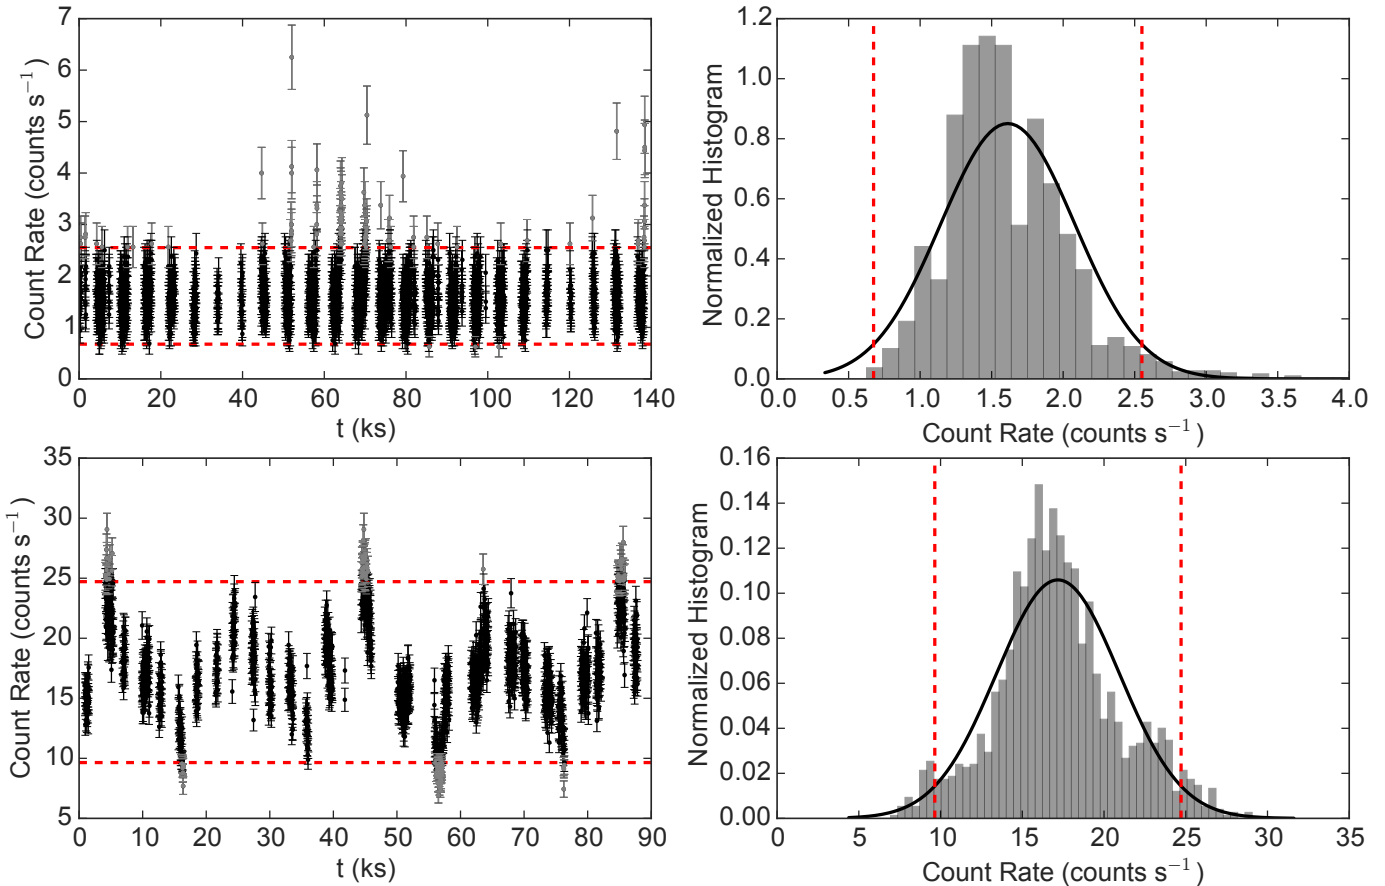 7
6
5
4
3
2
1
0
Count Rate (counts s⁻¹)
0 20 40 60 80 100 120 140
t (ks)
1.2
1.0
0.8
0.6
0.4
0.2
0.0
Normalized Histogram
0.0 0.5 1.0 1.5 2.0 2.5 3.0 3.5 4.0
Count Rate (counts s⁻¹)
35
30
25
20
15
10
5
Count Rate (counts s⁻¹)
0 10 20 30 40 50 60 70 80 90
t (ks)
0.16
0.14
0.12
0.10
0.08
0.06
0.04
0.02
0.00
Normalized Histogram
0 5 10 15 20 25 30 35
Count Rate (counts s⁻¹)